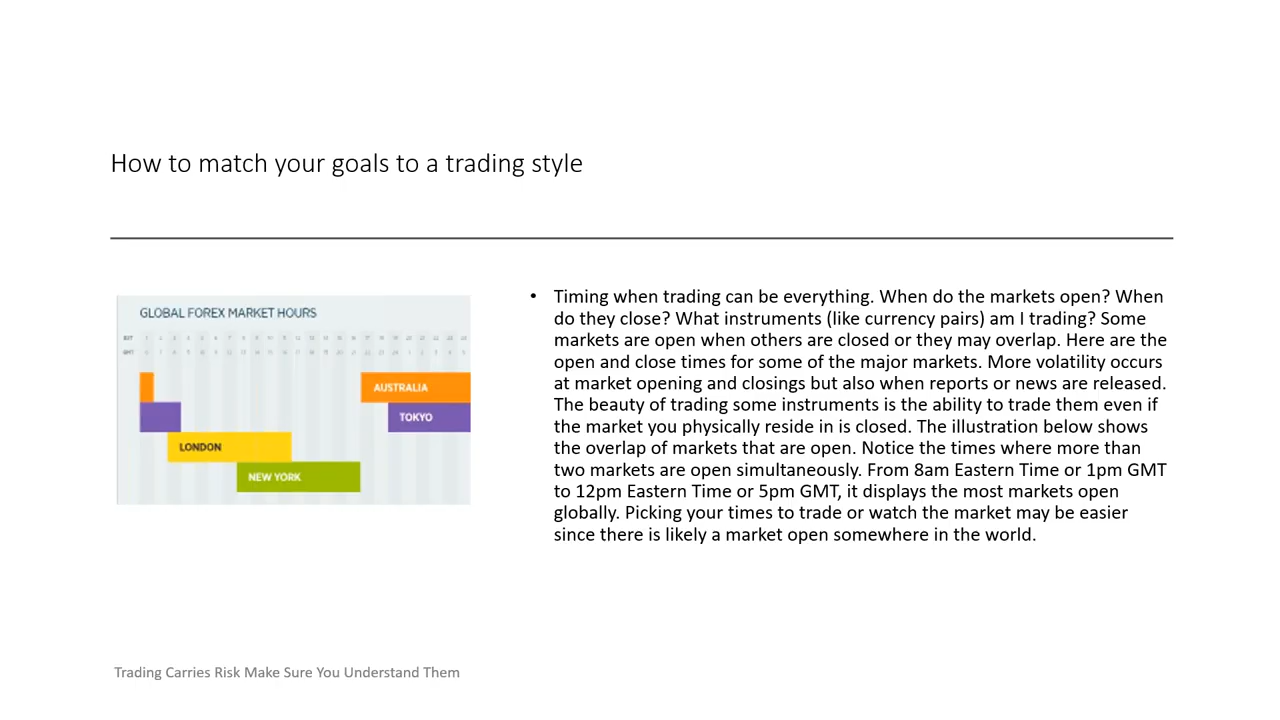 How to match your goals to a trading style
GLOBAL FOREX MARKET HOURS
EST
GMT
AUSTRALIA
TOKYO
LONDON
NEW YORK
• Timing when trading can be everything. When do the markets open? When
do they close? What instruments (like currency pairs) am I trading? Some
markets are open when others are closed or they may overlap. Here are the
open and close times for some of the major markets. More volatility occurs
at market opening and closings but also when reports or news are released.
The beauty of trading some instruments is the ability to trade them even if
the market you physically reside in is closed. The illustration below shows
the overlap of markets that are open. Notice the times where more than
two markets are open simultaneously. From 8am Eastern Time or 1pm GMT
to 12pm Eastern Time or 5pm GMT, it displays the most markets open
globally. Picking your times to trade or watch the market may be easier
since there is likely a market open somewhere in the world.
Trading Carries Risk Make Sure You Understand Them